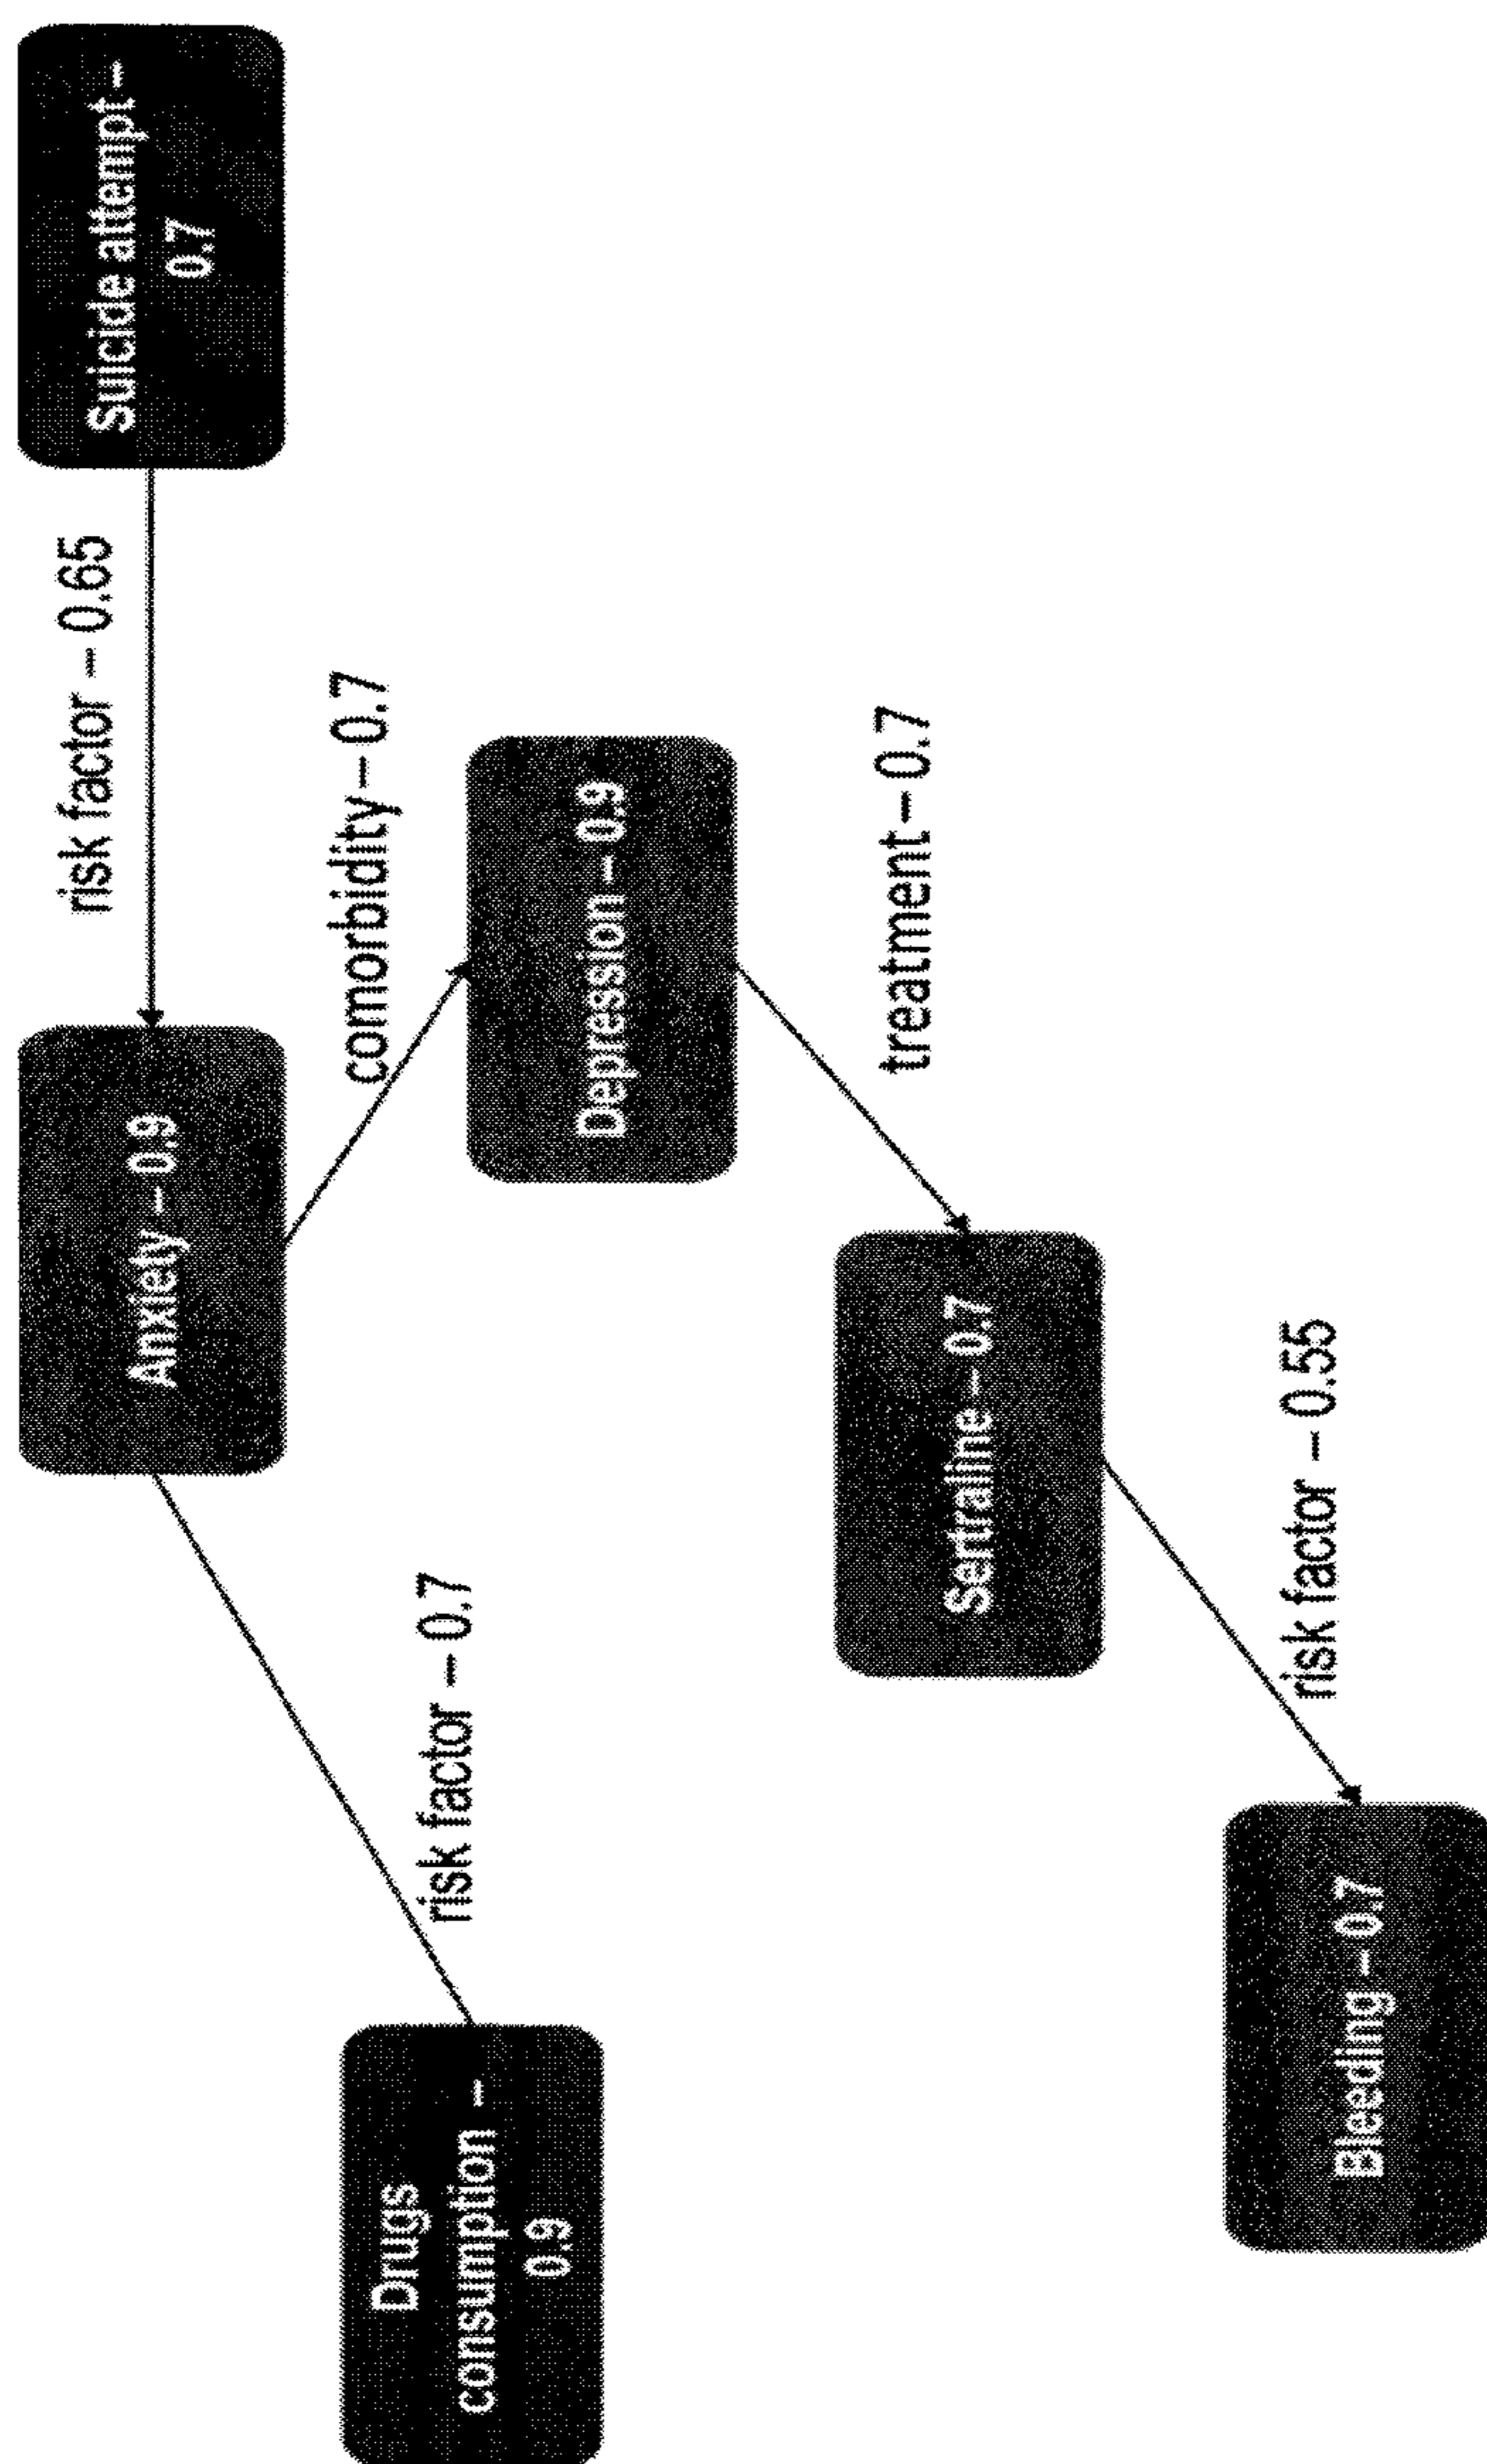 Anxiety – 0.9
risk factor – 0.65
Suicide attempt –
0.7
Drugs
consumption –
0.9
risk factor – 0.7
comorbidity – 0.7
Depression – 0.9
treatment – 0.7
Sertraline – 0.7
risk factor – 0.55
Bleeding – 0.7